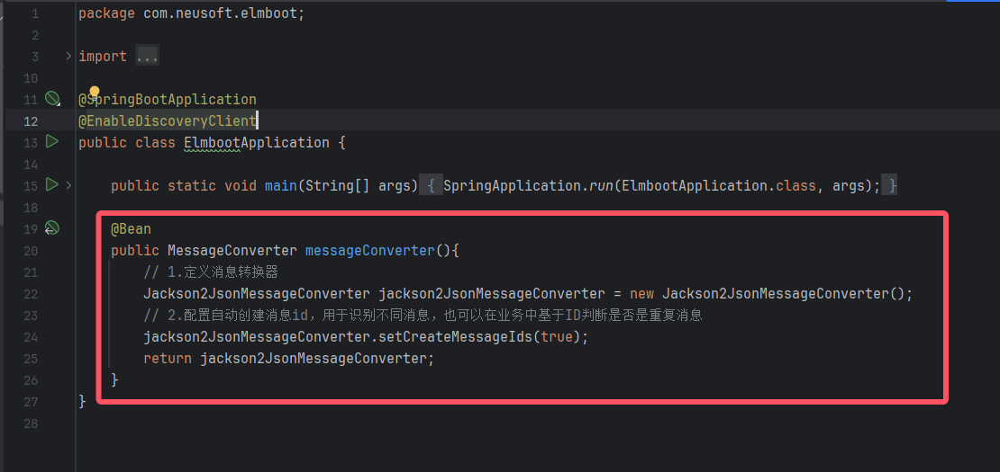 1 package com.neusoft.elmboot;
2
3 import ...
10
11 @SpringBootApplication
12 @EnableDiscoveryClient
13 public class ElmbootApplication {
14
15 public static void main(String[] args) { SpringApplication.run(ElmbootApplication.class, args); }
18
19 @Bean
20 public MessageConverter messageConverter(){
21 // 1.定义消息转换器
22 Jackson2JsonMessageConverter jackson2JsonMessageConverter = new Jackson2JsonMessageConverter();
23 // 2.配置自动创建消息id，用于识别不同消息，也可以在业务中基于ID判断是否是重复消息
24 jackson2JsonMessageConverter.setCreateMessageIds(true);
25 return jackson2JsonMessageConverter;
26 }
27 }
28